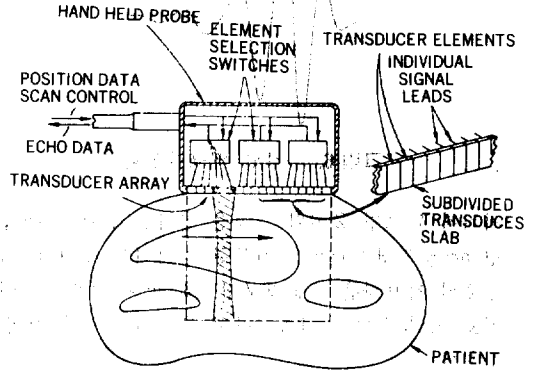 HAND HELD PROBE
ELEMENT
SELECTION
SWITCHES
TRANSDUCER ELEMENTS
INDIVIDUAL
SIGNAL
LEADS
POSITION DATA
SCAN CONTROL
ECHO DATA
TRANSDUCER ARRAY
SUBDIVIDED
TRANSDUCES
SLAB
PATIENT